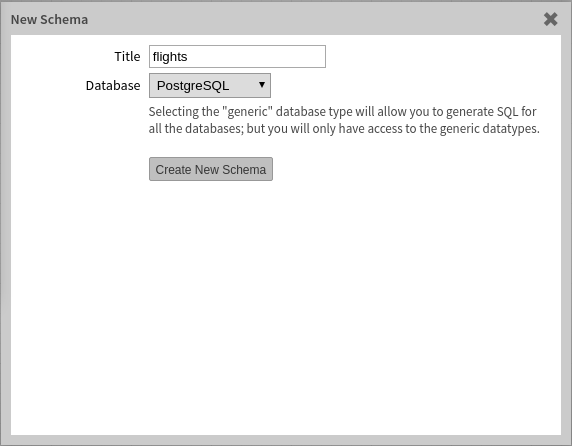 New Schema
Title flights
Database PostgreSQL
Selecting the "generic" database type will allow you to generate SQL for
all the databases; but you will only have access to the generic datatypes.
Create New Schema